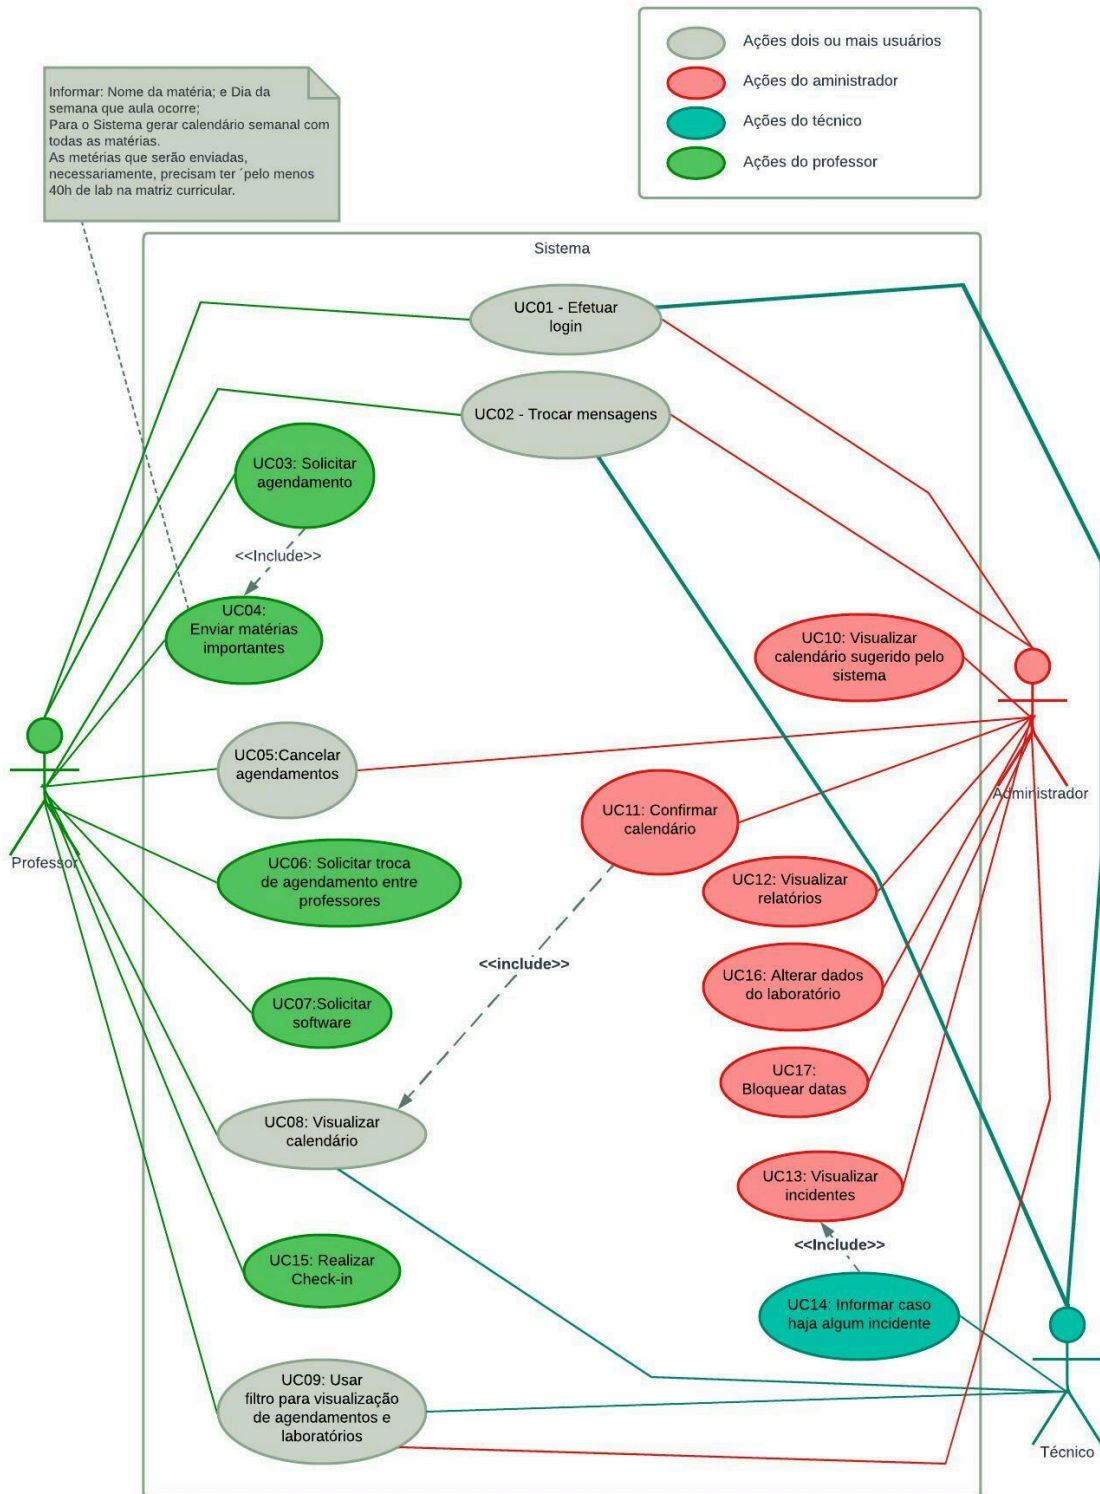 Ações dois ou mais usuários
Ações do aministrador
Ações do técnico
Ações do professor
Informar: Nome da matéria; e Dia da
semana que aula ocorre;
Para o Sistema gerar calendário semanal com
todas as matérias.
As metérias que serão enviadas,
necessariamente, precisam ter ´pelo menos
40h de lab na matriz curricular.
Sistema
UC01 - Efetuar
login
UC02 - Trocar mensagens
UC03: Solicitar
agendamento
<<Include>>
UC04:
Enviar matérias
importantes
UC10: Visualizar
calendário sugerido pelo
sistema
UC05:Cancelar
agendamentos
Administrador
UC11: Confirmar
calendário
Professor
UC06: Solicitar troca
de agendamento entre
professores
UC12: Visualizar
relatórios
<<include>>
UC16: Alterar dados
do laboratório
UC07:Solicitar
software
UC17:
Bloquear datas
UC08: Visualizar
calendário
UC13: Visualizar
incidentes
<<Include>>
UC15: Realizar
Check-in
UC14: Informar caso
haja algum incidente
UC09: Usar
filtro para visualização
de agendamentos e
laboratórios
Técnico